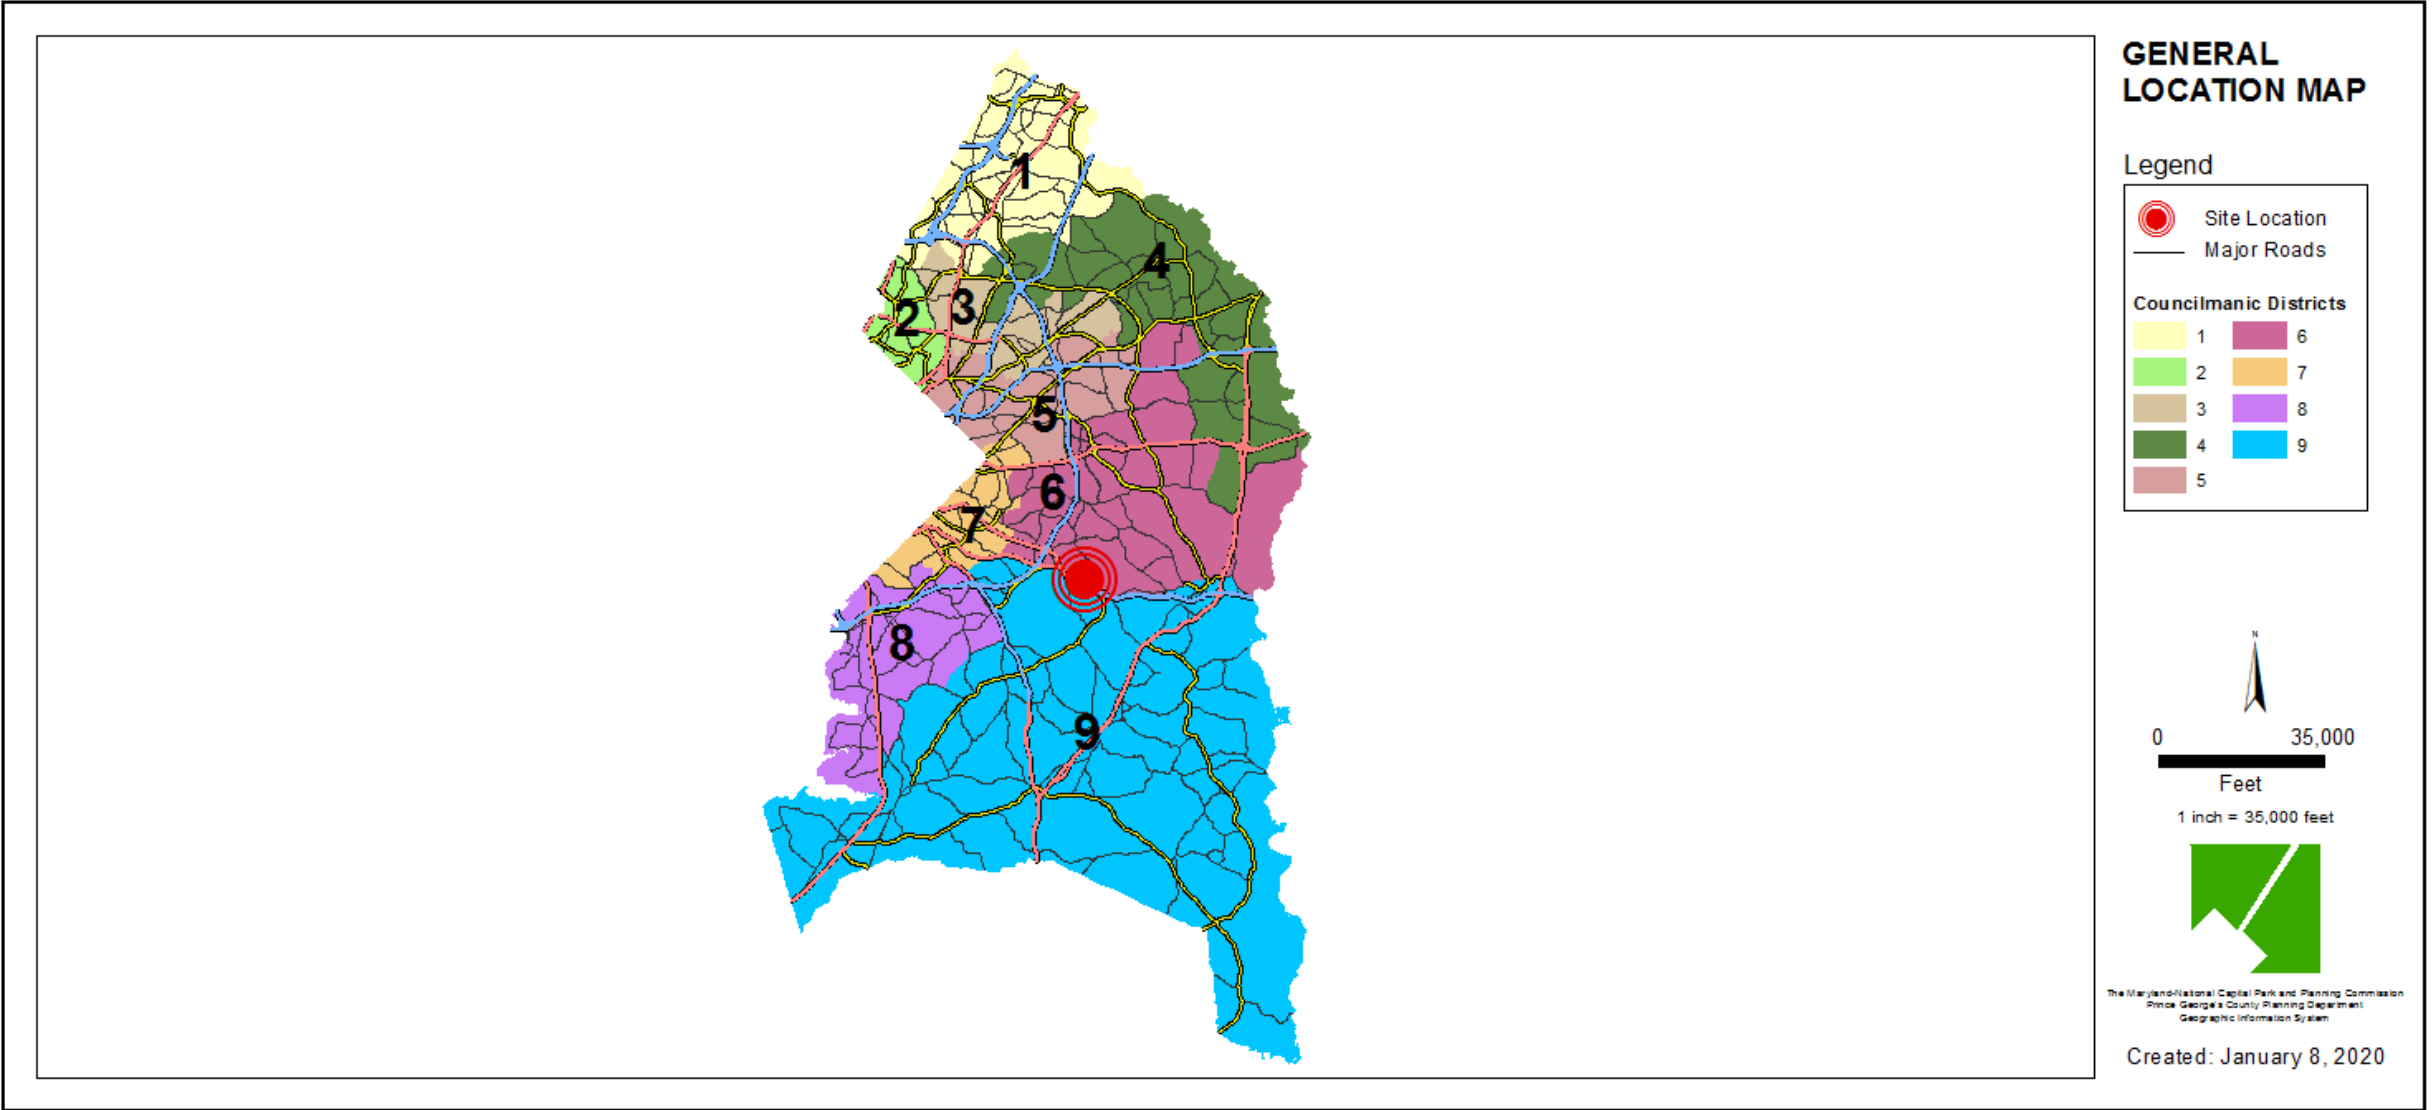 GENERAL
LOCATION MAP
Legend
Site Location
Major Roads
Councilmanic Districts
1 6
2 7
3 8
4 9
5
1
4
3
2
5
6
7
8
9
N
0 35,000
Feet
1 inch = 35,000 feet
The Maryland-National Capital Park and Planning Commission
Prince George's County Planning Department
Geographic Information System
Created: January 8, 2020